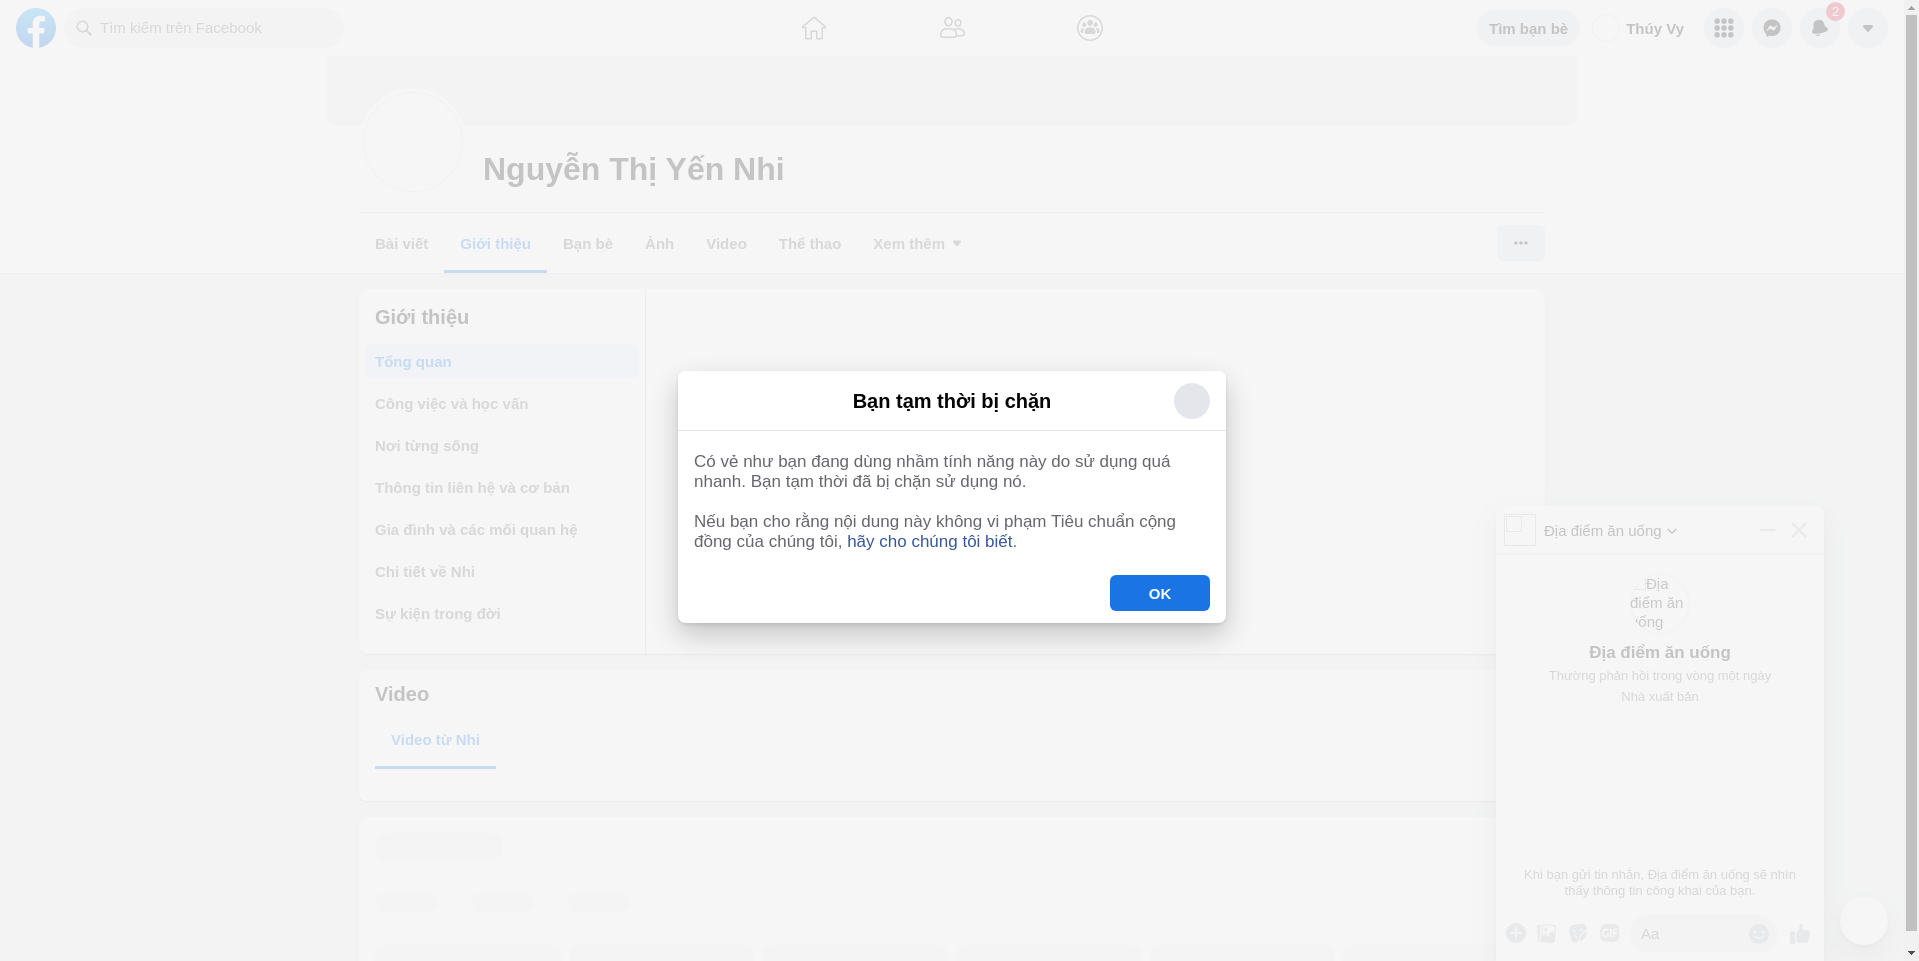 Tìm kiếm trên Facebook
Tìm bạn bè
Thúy Vy
2
Nguyễn Thị Yến Nhi
Bài viết
Giới thiệu
Bạn bè
Ảnh
Video
Thể thao
Xem thêm
Giới thiệu
Tổng quan
Công việc và học vấn
Nơi từng sống
Thông tin liên hệ và cơ bản
Gia đình và các mối quan hệ
Chi tiết về Nhi
Sự kiện trong đời
Bạn tạm thời bị chặn
Có vẻ như bạn đang dùng nhầm tính năng này do sử dụng quá
nhanh. Bạn tạm thời đã bị chặn sử dụng nó.
Nếu bạn cho rằng nội dung này không vi phạm Tiêu chuẩn cộng
đồng của chúng tôi, hãy cho chúng tôi biết.
OK
Video
Video từ Nhi
Địa điểm ăn uống
Địa
điểm ăn
uống
Địa điểm ăn uống
Thường phản hồi trong vòng một ngày
Nhà xuất bản
Khi bạn gửi tin nhắn, Địa điểm ăn uống sẽ nhìn
thấy thông tin công khai của bạn.
GIF
Aa